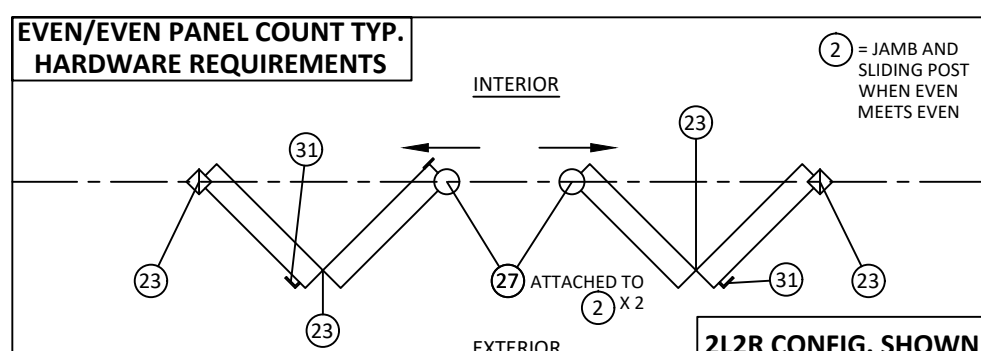 EVEN/EVEN PANEL COUNT TYP.
HARDWARE REQUIREMENTS
INTERIOR
2 = JAMB AND
SLIDING POST
WHEN EVEN
MEETS EVEN
23
31
23
27 ATTACHED TO
2 X 2
31
23
23
EXTERIOR
2L2R CONFIG. SHOWN